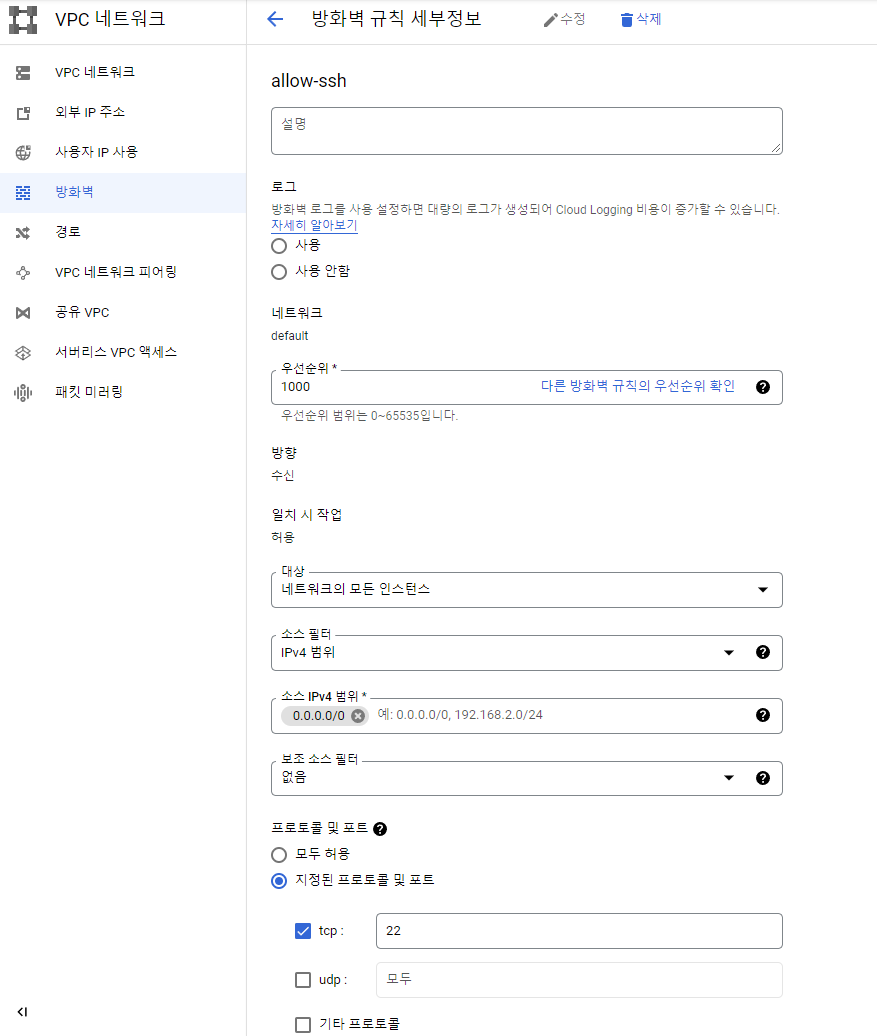 VPC 네트워크
방화벽 규칙 세부정보
수정
삭제
VPC 네트워크
외부 IP 주소
사용자 IP 사용
방화벽
경로
VPC 네트워크 피어링
공유 VPC
서버리스 VPC 액세스
패킷 미러링
allow-ssh
설명
로그
방화벽 로그를 사용 설정하면 대량의 로그가 생성되어 Cloud Logging 비용이 증가할 수 있습니다.
자세히 알아보기
사용
사용 안함
네트워크
default
우선순위 *
1000 다른 방화벽 규칙의 우선순위 확인
우선순위 범위는 0~65535입니다.
방향
수신
일치 시 작업
허용
대상
네트워크의 모든 인스턴스
소스 필터
IPv4 범위
소스 IPv4 범위 *
0.0.0.0/0 예: 0.0.0.0/0, 192.168.2.0/24
보조 소스 필터
없음
프로토콜 및 포트
모두 허용
지정된 프로토콜 및 포트
tcp : 22
udp : 모두
기타 프로토콜